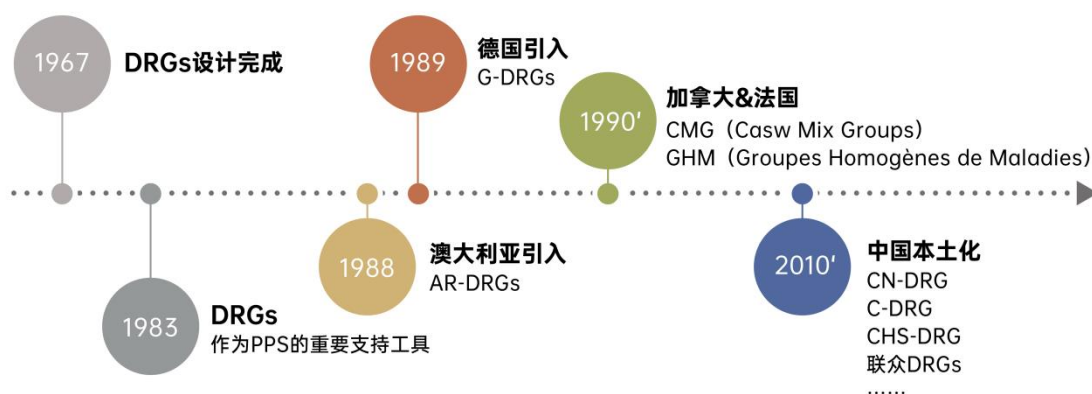 1967
DRGs设计完成
1983
DRGs
作为PPS的重要支持工具
1988
澳大利亚引入
AR-DRGs
1989
德国引入
G-DRGs
1990'
加拿大&法国
CMG（Casw Mix Groups）
GHM（Groupes Homogènes de Maladies）
2010'
中国本土化
CN-DRG
C-DRG
CHS-DRG
联众DRGs
……